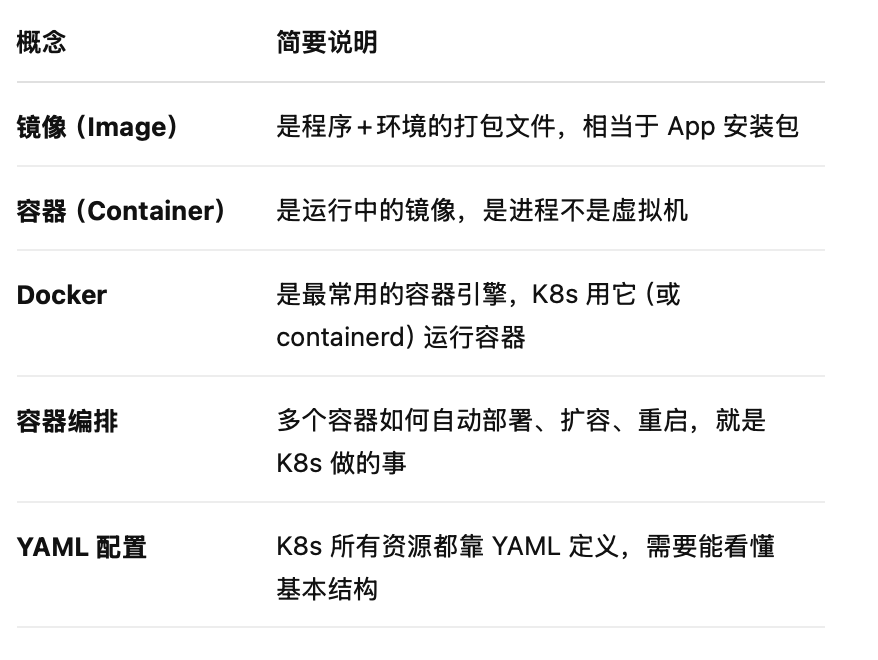 概念 简要说明
镜像（Image） 是程序+环境的打包文件，相当于 App 安装包
容器（Container） 是运行中的镜像，是进程不是虚拟机
Docker 是最常用的容器引擎，K8s 用它（或
containerd）运行容器
容器编排 多个容器如何自动部署、扩容、重启，就是
K8s 做的事
YAML 配置 K8s 所有资源都靠 YAML 定义，需要能看懂
基本结构